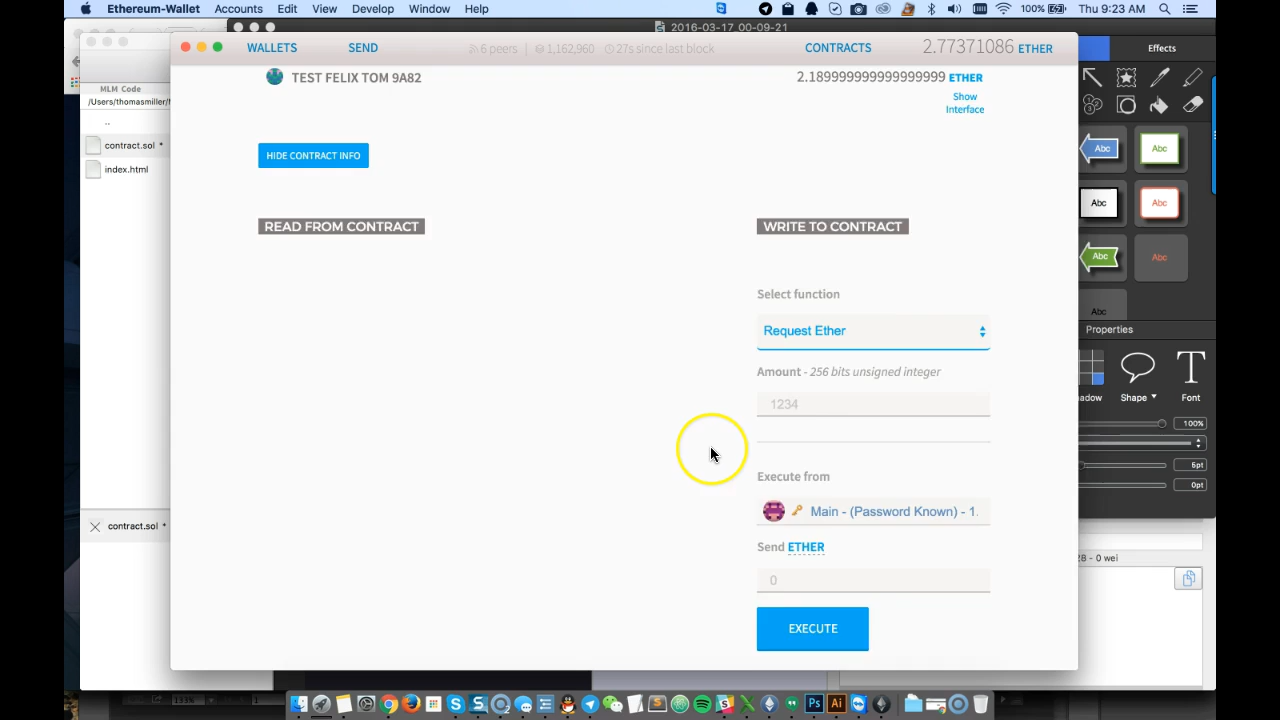 Ethereum-Wallet Accounts Edit View Develop Window Help
100% Thu 9:23 AM
2016-03-17_00-09-21
WALLETS SEND 6 peers 1,162,960 27s since last block CONTRACTS 2.77371086 ETHER
Effects
TEST FELIX TOM 9A82 2.189999999999999999 ETHER
Show
Interface
MLM Code
/Users/thomasmiller/
..
contract.sol *
index.html
HIDE CONTRACT INFO
READ FROM CONTRACT
WRITE TO CONTRACT
Select function
Request Ether
Amount - 256 bits unsigned integer
1234
Execute from
Main - (Password Known) - 1.
Send ETHER
0
EXECUTE
Abc Abc
Abc Abc
Abc Abc
Abc
Properties
adow Shape Font
100%
5pt
0pt
contract.sol *
28 - 0 wei
133%